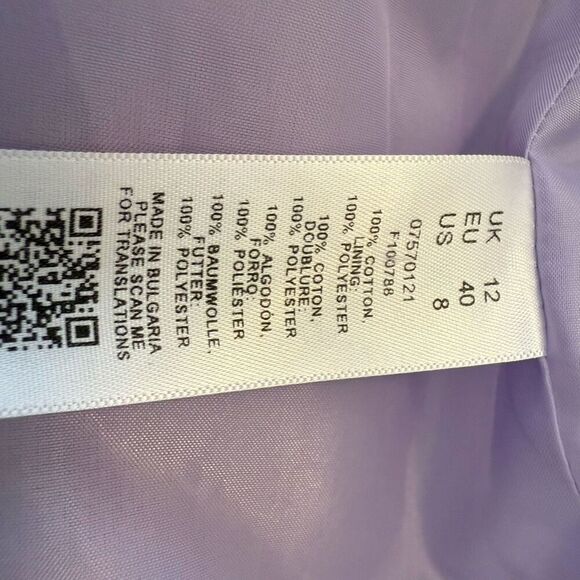 UK 12
EU 40
US 8
07570121
F100788
100% COTTON,
LINING:
100% POLYESTER
100% COTON,
DOUBLURE:
100% POLYESTER
100% ALGODÓN,
FORRO:
100% POLIÉSTER
100% BAUMWOLLE,
FUTTER:
100% POLYESTER
MADE IN BULGARIA
PLEASE SCAN ME
FOR TRANSLATIONS